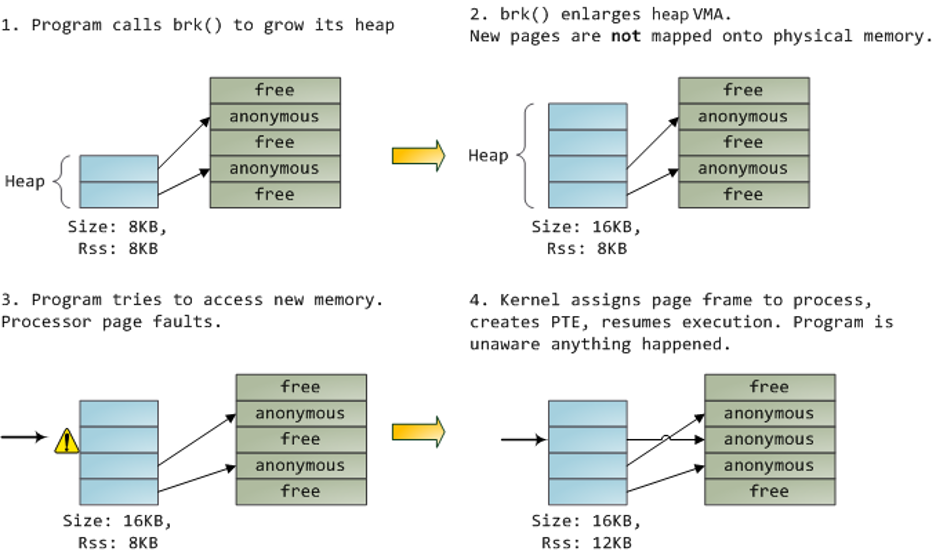 1. Program calls brk() to grow its heap
Heap
free
anonymous
free
anonymous
free
Size: 8KB,
Rss: 8KB
2. brk() enlarges heap VMA.
New pages are not mapped onto physical memory.
Heap
free
anonymous
free
anonymous
free
Size: 16KB,
Rss: 8KB
3. Program tries to access new memory.
Processor page faults.
free
anonymous
free
anonymous
free
Size: 16KB,
Rss: 8KB
4. Kernel assigns page frame to process,
creates PTE, resumes execution. Program is
unaware anything happened.
free
anonymous
anonymous
anonymous
free
Size: 16KB,
Rss: 12KB